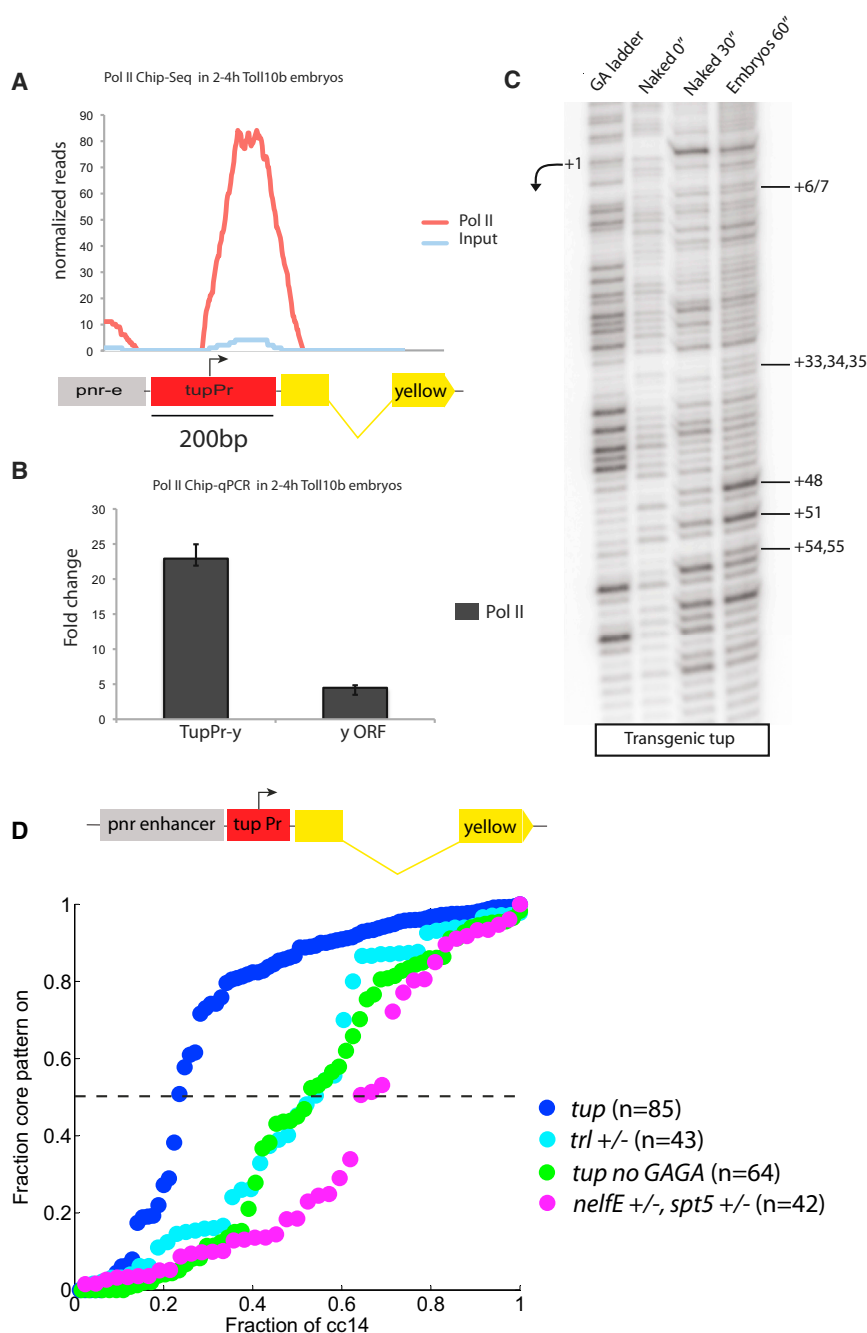 A
Pol II Chip-Seq in 2-4h Toll10b embryos
normalized reads
90
80
70
60
50
40
30
20
10
0
Pol II
Input
pnr-e
tupPr
yellow
200bp
B
Pol II Chip-qPCR in 2-4h Toll10b embryos
Fold change
30
25
20
15
10
5
0
TupPr-y
y ORF
Pol II
C
GA ladder
Naked 0″
Naked 30″
Embryos 60″
+1
+6/7
+33,34,35
+48
+51
+54,55
Transgenic tup
D
pnr enhancer
tup Pr
yellow
Fraction core pattern on
1
0.8
0.6
0.4
0.2
0
0
0.2
0.4
0.6
0.8
1
Fraction of cc14
tup (n=85)
trl +/- (n=43)
tup no GAGA (n=64)
nelfE +/-, spt5 +/- (n=42)